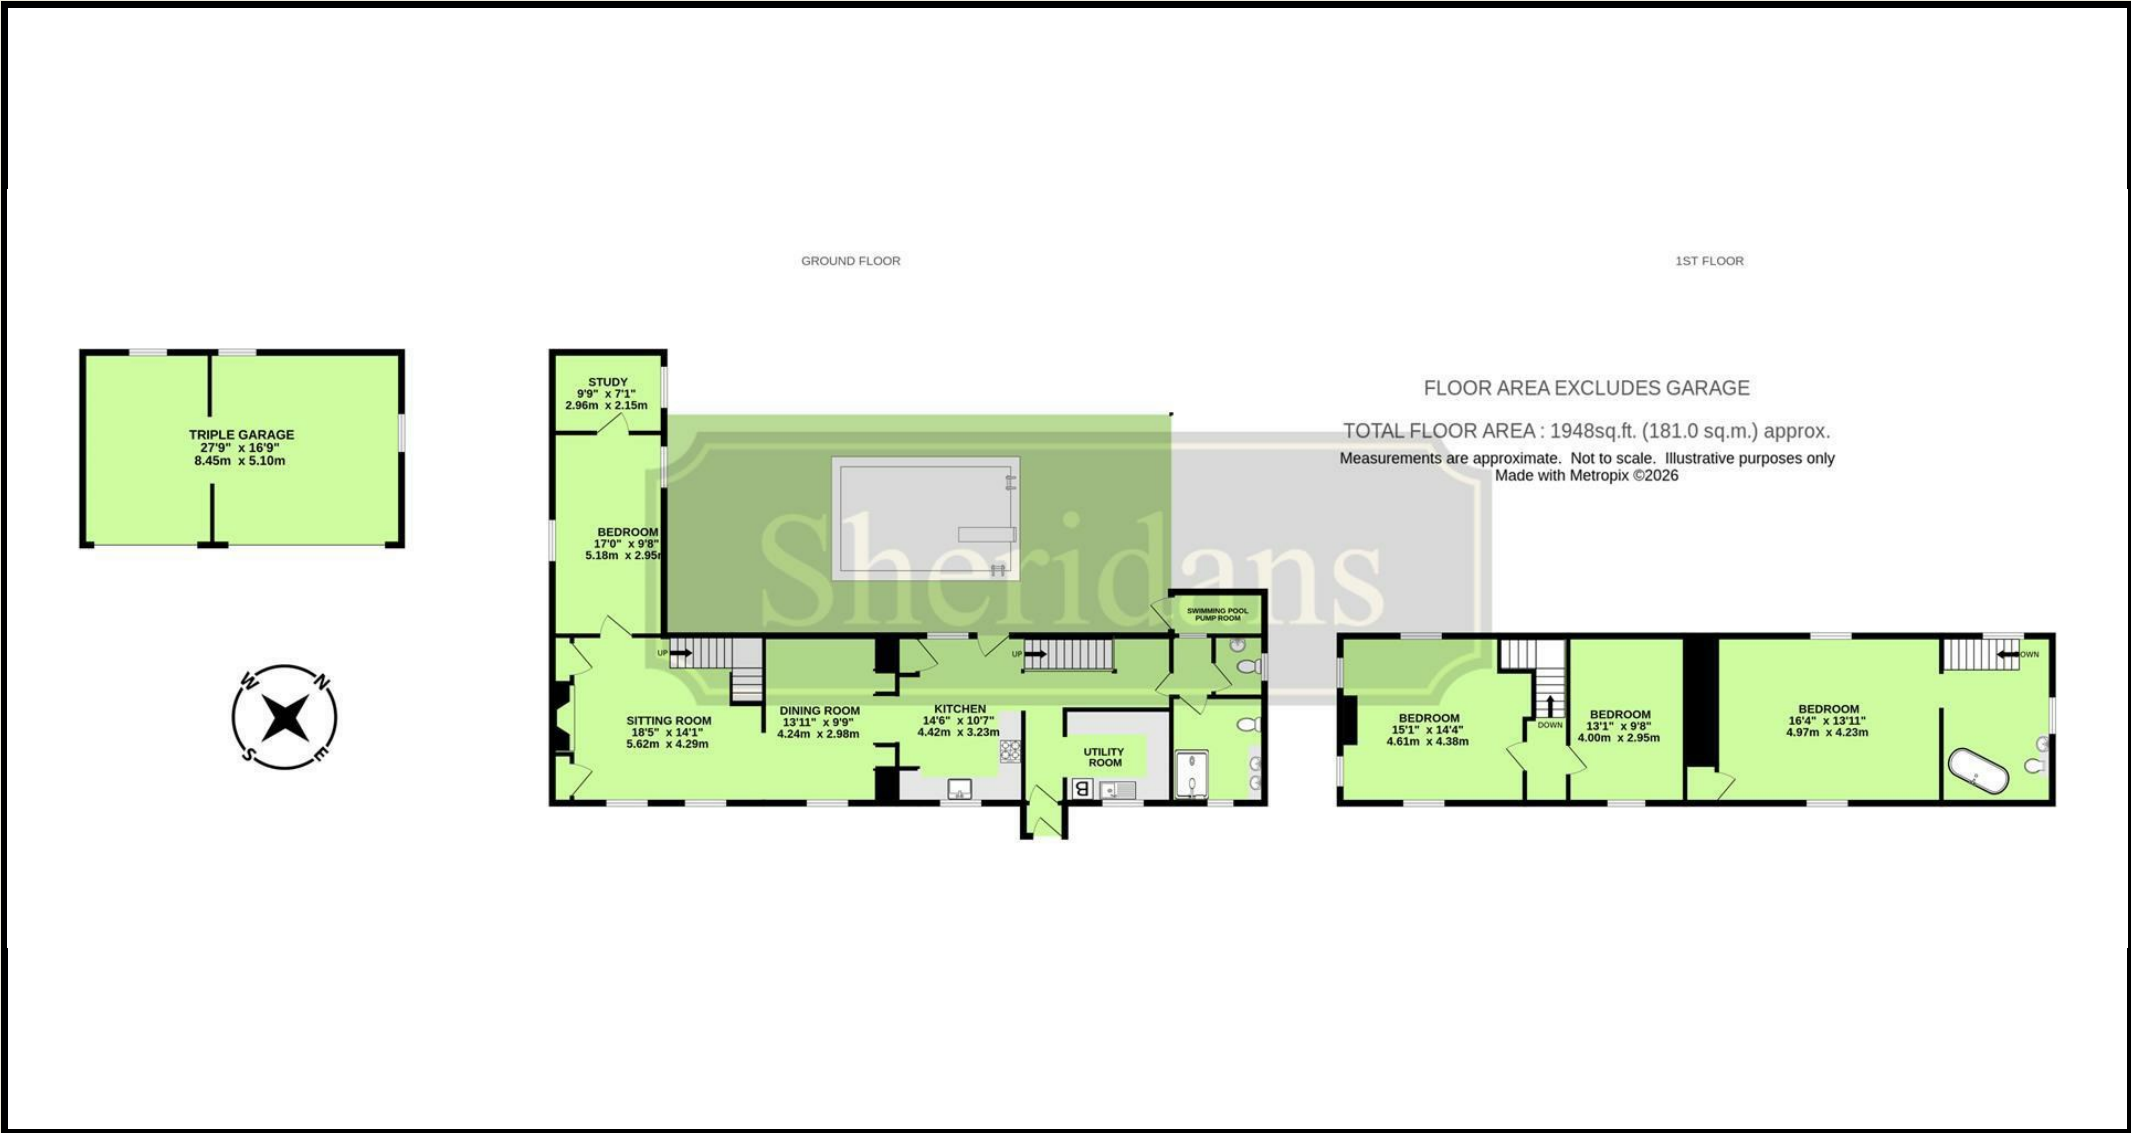 GROUND FLOOR
1ST FLOOR
TRIPLE GARAGE
27'9" x 16'9"
8.45m x 5.10m
W
N
S
E
STUDY
9'9" x 7'1"
2.96m x 2.15m
BEDROOM
17'0" x 9'8"
5.18m x 2.95m
SWIMMING POOL
PUMP ROOM
UP
UP
SITTING ROOM
18'5" x 14'1"
5.62m x 4.29m
DINING ROOM
13'11" x 9'9"
4.24m x 2.98m
KITCHEN
14'6" x 10'7"
4.42m x 3.23m
UTILITY
ROOM
B
Sheridans
FLOOR AREA EXCLUDES GARAGE
TOTAL FLOOR AREA : 1948sq.ft. (181.0 sq.m.) approx.
Measurements are approximate. Not to scale. Illustrative purposes only
Made with Metropix ©2026
BEDROOM
15'1" x 14'4"
4.61m x 4.38m
DOWN
BEDROOM
13'1" x 9'8"
4.00m x 2.95m
BEDROOM
16'4" x 13'11"
4.97m x 4.23m
DOWN